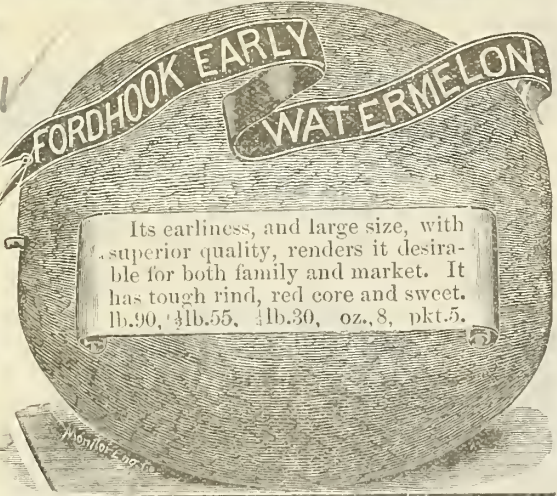 FORDHOOK EARLY
WATERMELON.
Its earliness, and large size, with
superior quality, renders it desira-
ble for both family and market. It
has tough rind, red core and sweet.
lb.90, ½lb.55, ¼lb.30, oz.,8, pkt.5.